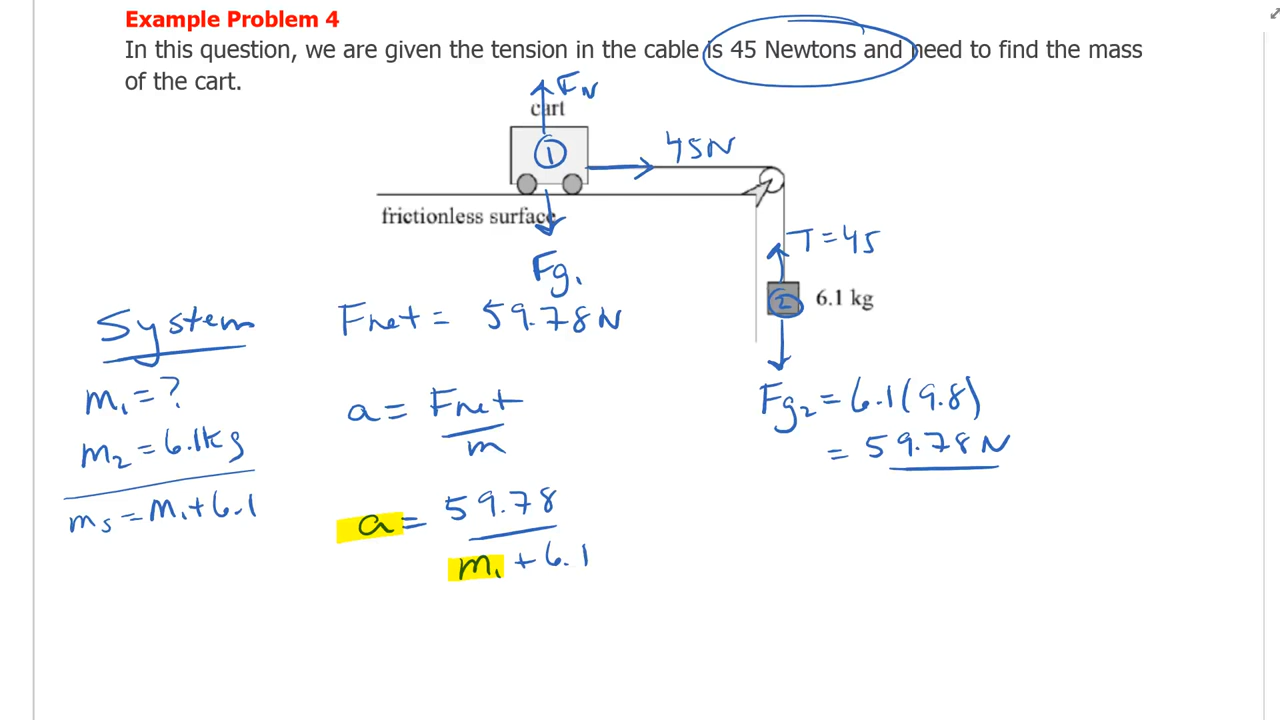 Example Problem 4
In this question, we are given the tension in the cable is 45 Newtons and need to find the mass
of the cart.
FN
cart
1
45N
frictionless surface
T = 45
2
6.1 kg
Fg1
System
Fnet = 59.78N
m1 = ?
a = Fnet
m
Fg2 = 6.1(9.8)
= 59.78 N
m2 = 6.1kg
ms = m1 + 6.1
a = 59.78
m1 + 6.1